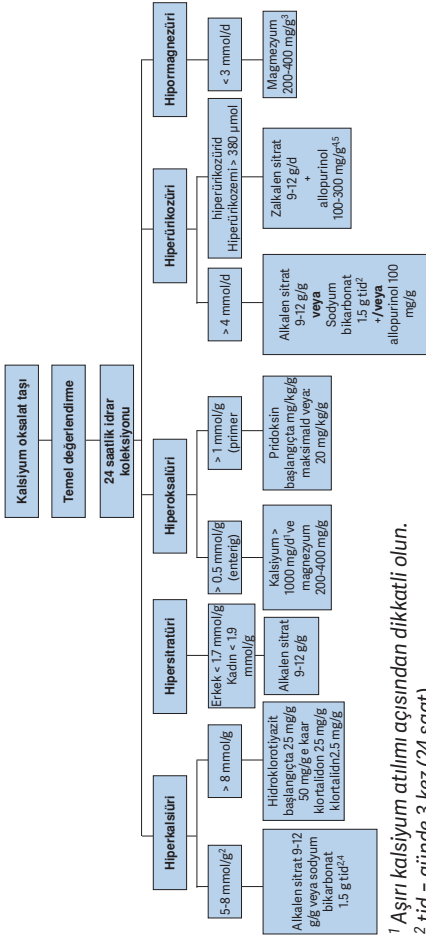 Kalsiyum oksalat taşı
Temel değerlendirme
24 saatlik idrar
koleksiyonu
Hiperkalsiüri
Hipersitratüri
Hiperoksalüri
Hiperürikozüri
Hipormagnezüri
5-8 mmol/g²
> 8 mmol/g
Erkek < 1.7 mmol/g
Kadın < 1.9
mmol/g
> 0.5 mmol/g
(enterig)
> 1 mmol/g
(primer
> 4 mmol/d
hiperürikozürid
Hiperürikozemi > 380 µmol
< 3 mmol/d
Alkalen sitrat 9-12
g/g veya sodyum
bikarbonat
1.5 g tid²,⁴
Hidroklorotiyazit
başlangıçta 25 mg/g
50 mg/g e kaar
klortalidon 25 mg/g
klortalidn2.5 mg/g
Alkalen sitrat
9-12 g/g
Kalsiyum >
1000 mg/d¹ ve
magnezyum
200-400 mg/g
Pridoksin
başlangıçta mg/kg/g
maksimald veya:
20 mg/kg/g
Alkalen sitrat
9-12 g/g
veya
Sodyum
bikarbonat
1.5 g tid²
+/veya
allopurinol 100
mg/g
Zalkalen sitrat
9-12 g/d
+
allopurinol
100-300 mg/g⁴,⁵
Magmezyum
200-400 mg/g³
¹ Aşırı kalsiyum atılımı açısından dikkatli olun.
² tid = günde 3 kez (24 saat)